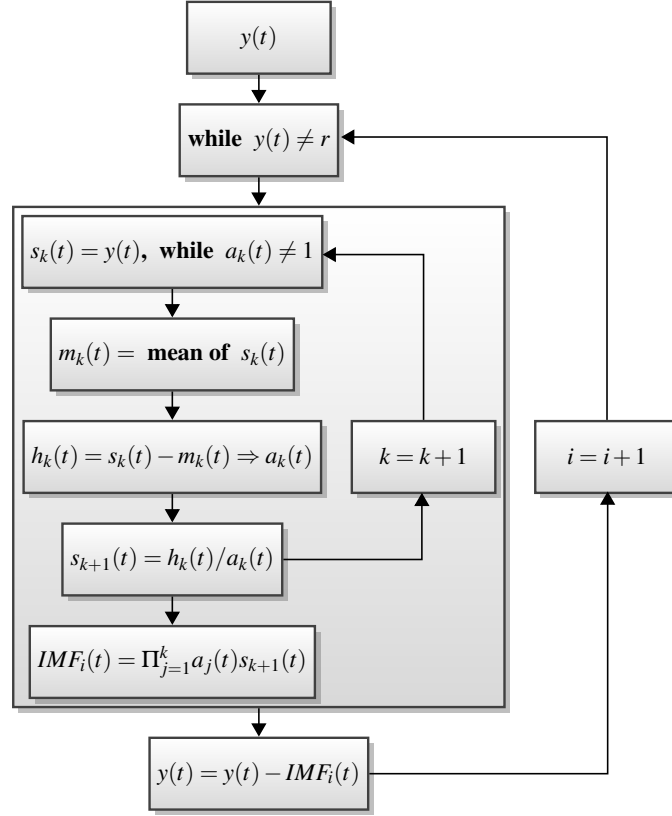 y(t)
while y(t) ≠ r
s_k(t) = y(t), while a_k(t) ≠ 1
m_k(t) = mean of s_k(t)
h_k(t) = s_k(t) − m_k(t) ⇒ a_k(t)
k = k + 1
i = i + 1
s_{k+1}(t) = h_k(t)/a_k(t)
IMF_i(t) = Π_{j=1}^{k} a_j(t)s_{k+1}(t)
y(t) = y(t) − IMF_i(t)